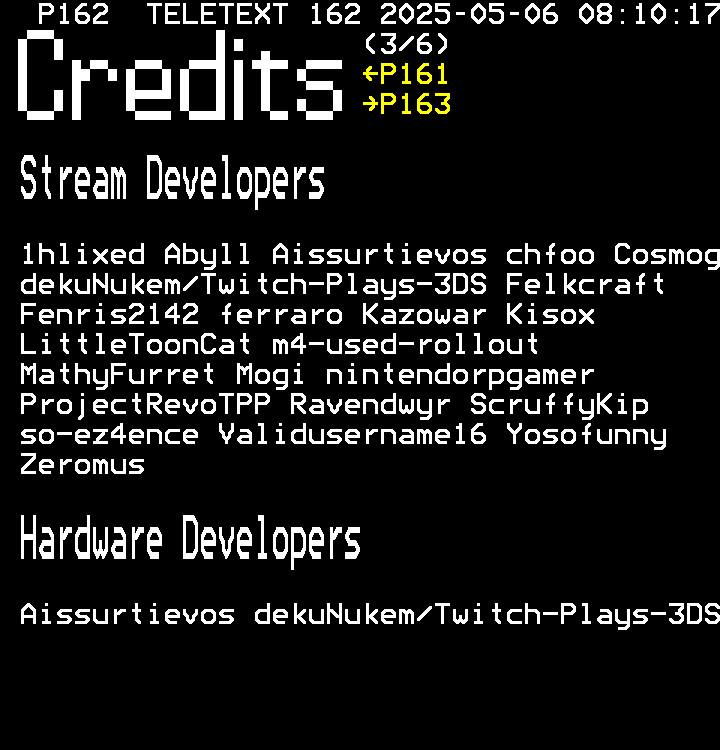 P162 TELETEXT 162 2025-05-06 08:10:17
Credits
(3/6)
←P161
→P163
Stream Developers
1hlixed Abyll Aissurtievos chfoo Cosmog
dekuNukem/Twitch-Plays-3DS Felkcraft
Fenris2142 ferraro Kazowar Kisox
LittleToonCat m4-used-rollout
MathyFurret Mogi nintendorpgamer
ProjectRevoTPP Ravendwyr ScruffyKip
so-ez4ence Validusername16 Yosofunny
Zeromus
Hardware Developers
Aissurtievos dekuNukem/Twitch-Plays-3DS